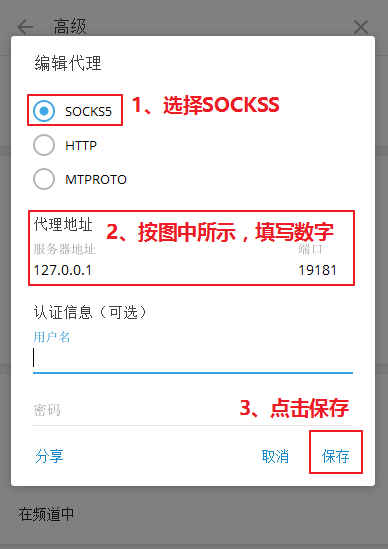 高级
编辑代理
SOCKS5 1、选择SOCKSS
HTTP
MTPROTO
代理地址
2、按图中所示，填写数字
服务器地址 端口
127.0.0.1 19181
认证信息（可选）
用户名
密码
3、点击保存
分享 取消 保存
在频道中